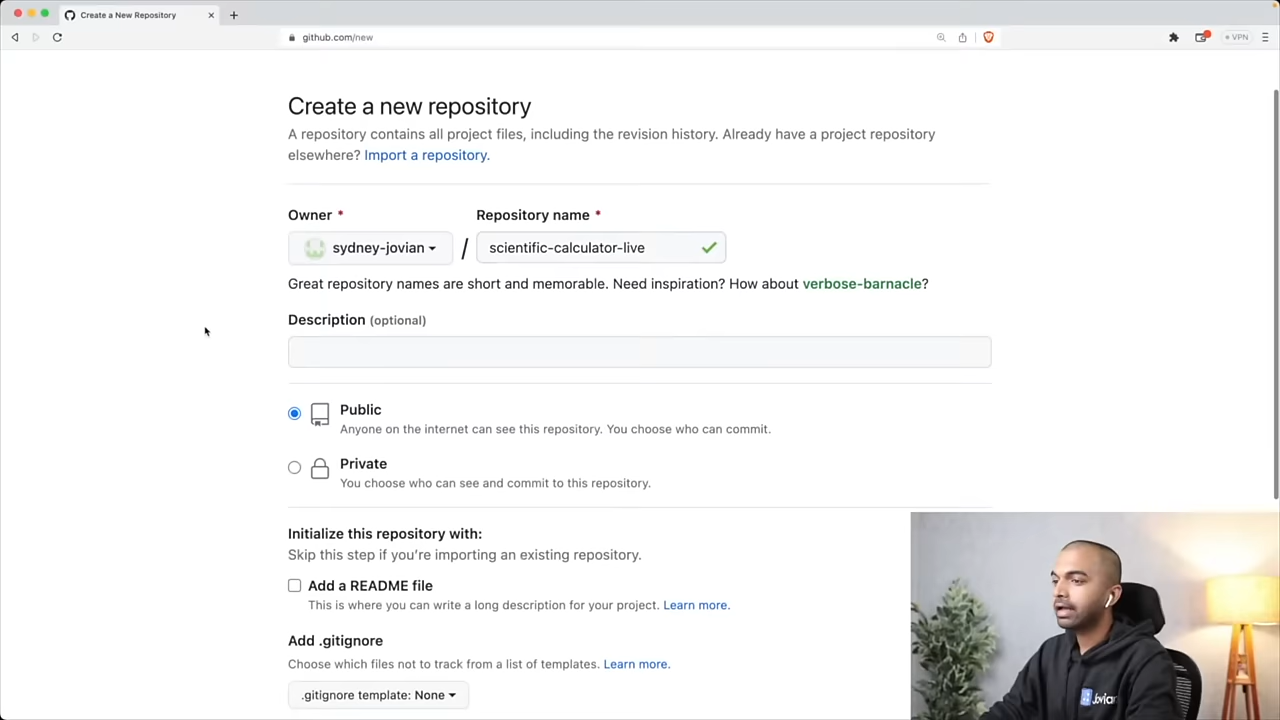 Create a New Repository
github.com/new
VPN
Create a new repository
A repository contains all project files, including the revision history. Already have a project repository
elsewhere? Import a repository.
Owner *
Repository name *
sydney-jovian
/
scientific-calculator-live
Great repository names are short and memorable. Need inspiration? How about verbose-barnacle?
Description (optional)
Public
Anyone on the internet can see this repository. You choose who can commit.
Private
You choose who can see and commit to this repository.
Initialize this repository with:
Skip this step if you're importing an existing repository.
Add a README file
This is where you can write a long description for your project. Learn more.
Add .gitignore
Choose which files not to track from a list of templates. Learn more.
.gitignore template: None
Jovian